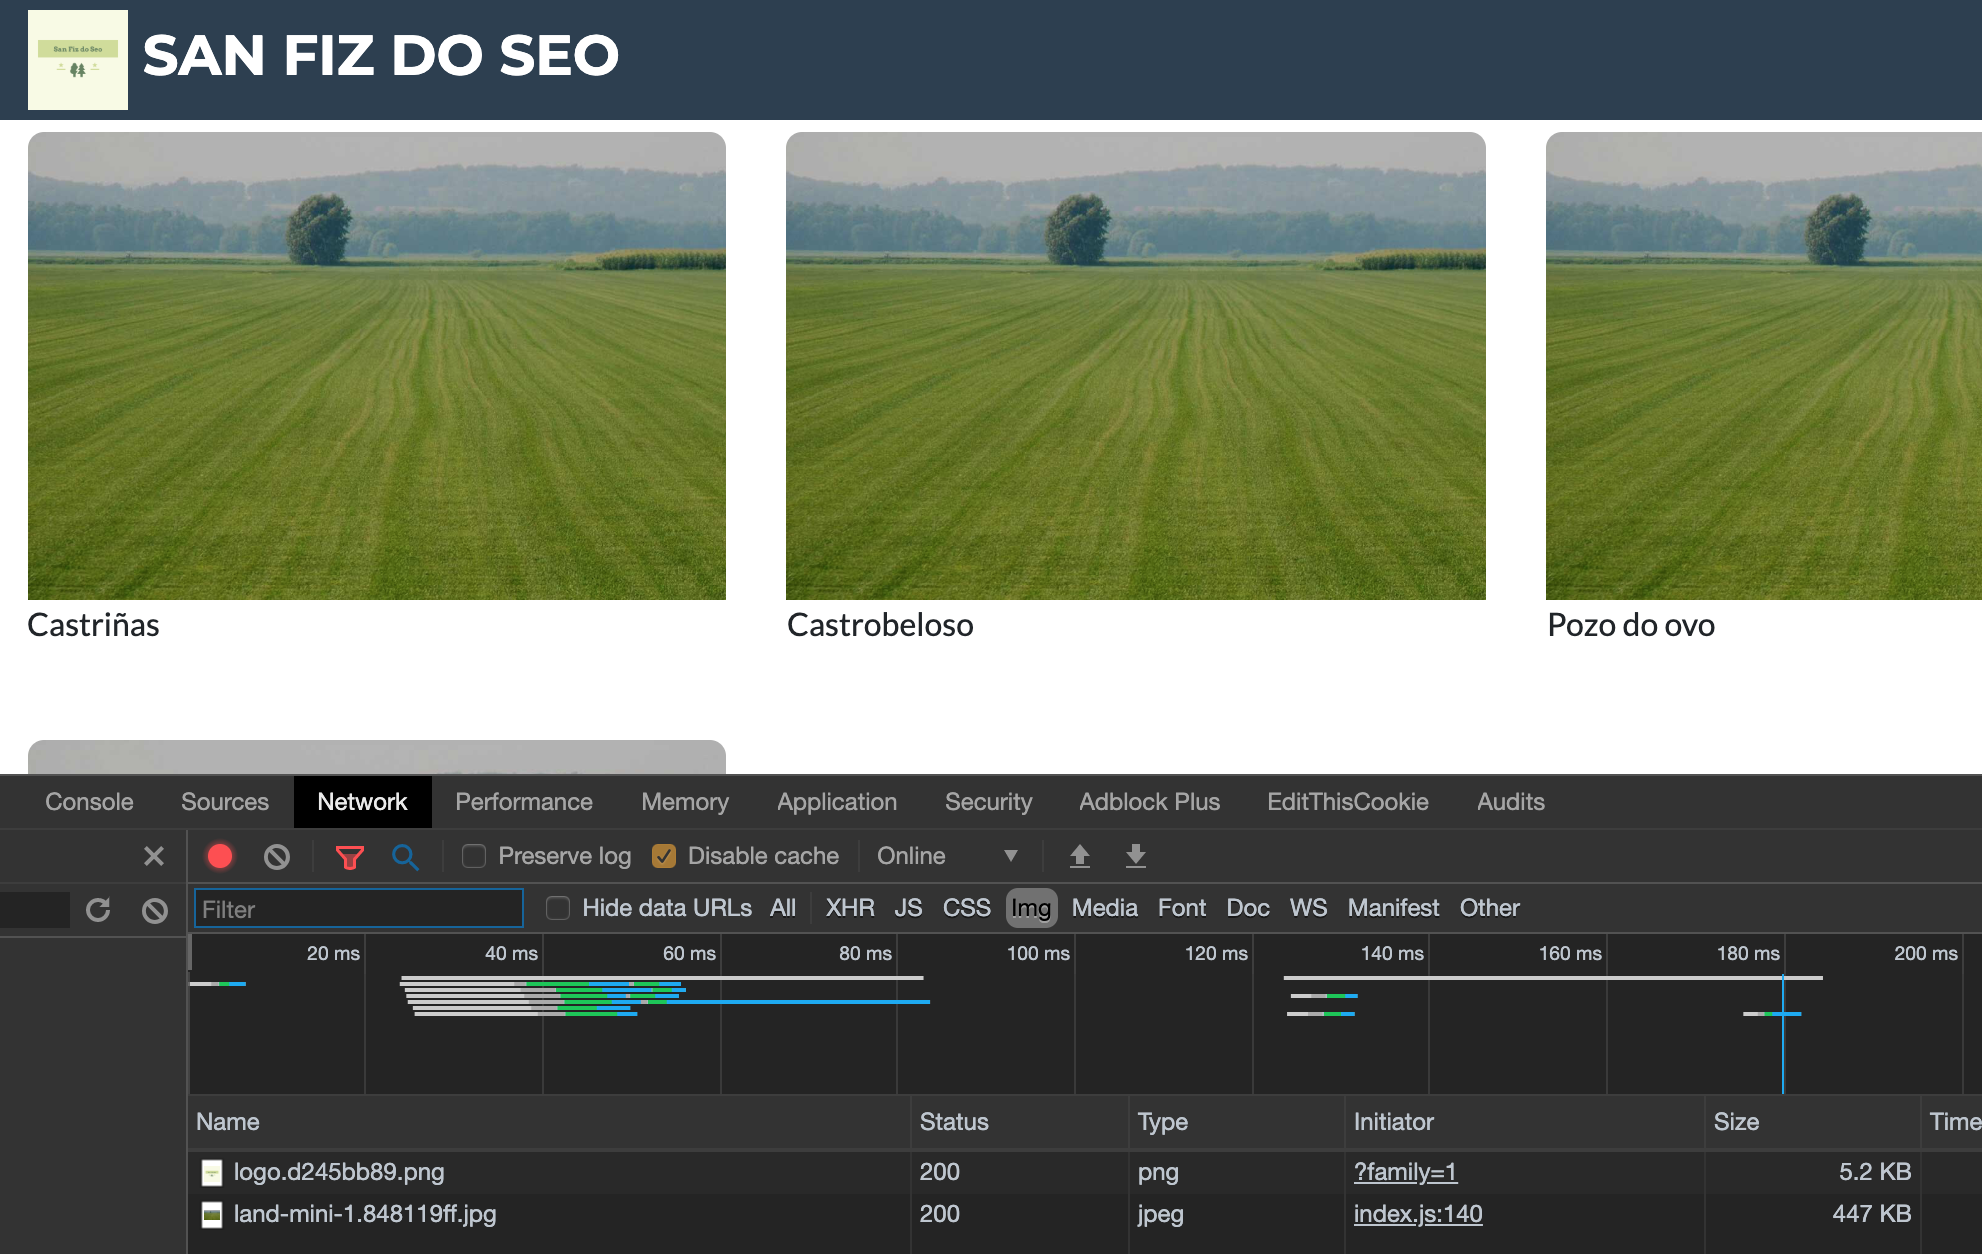 San Fiz do Seo
SAN FIZ DO SEO
Castriñas
Castrobeloso
Pozo do ovo
Console Sources Network Performance Memory Application Security Adblock Plus EditThisCookie Audits
Preserve log Disable cache Online
Filter Hide data URLs All XHR JS CSS Img Media Font Doc WS Manifest Other
20 ms 40 ms 60 ms 80 ms 100 ms 120 ms 140 ms 160 ms 180 ms 200 ms
Name Status Type Initiator Size Time
logo.d245bb89.png 200 png ?family=1 5.2 KB
land-mini-1.848119ff.jpg 200 jpeg index.js:140 447 KB